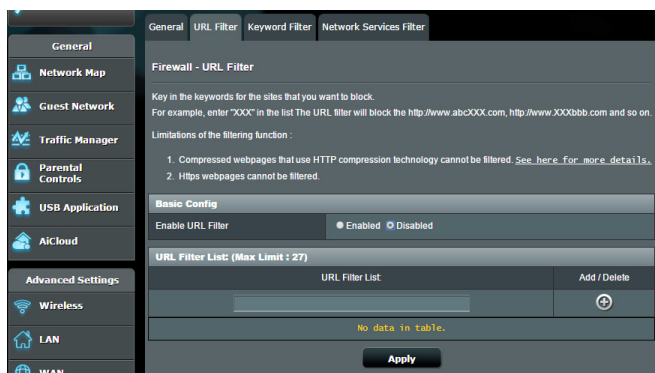 General URL Filter Keyword Filter Network Services Filter
General
Network Map
Guest Network
Traffic Manager
Parental
Controls
USB Application
AiCloud
Advanced Settings
Wireless
LAN
WAN
Firewall - URL Filter
Key in the keywords for the sites that you want to block.
For example, enter "XXX" in the list The URL filter will block the http://www.abcXXX.com, http://www.XXXbbb.com and so on.
Limitations of the filtering function :
1. Compressed webpages that use HTTP compression technology cannot be filtered. See here for more details.
2. Https webpages cannot be filtered.
Basic Config
Enable URL Filter Enabled Disabled
URL Filter List: (Max Limit : 27)
URL Filter List Add / Delete
No data in table.
Apply